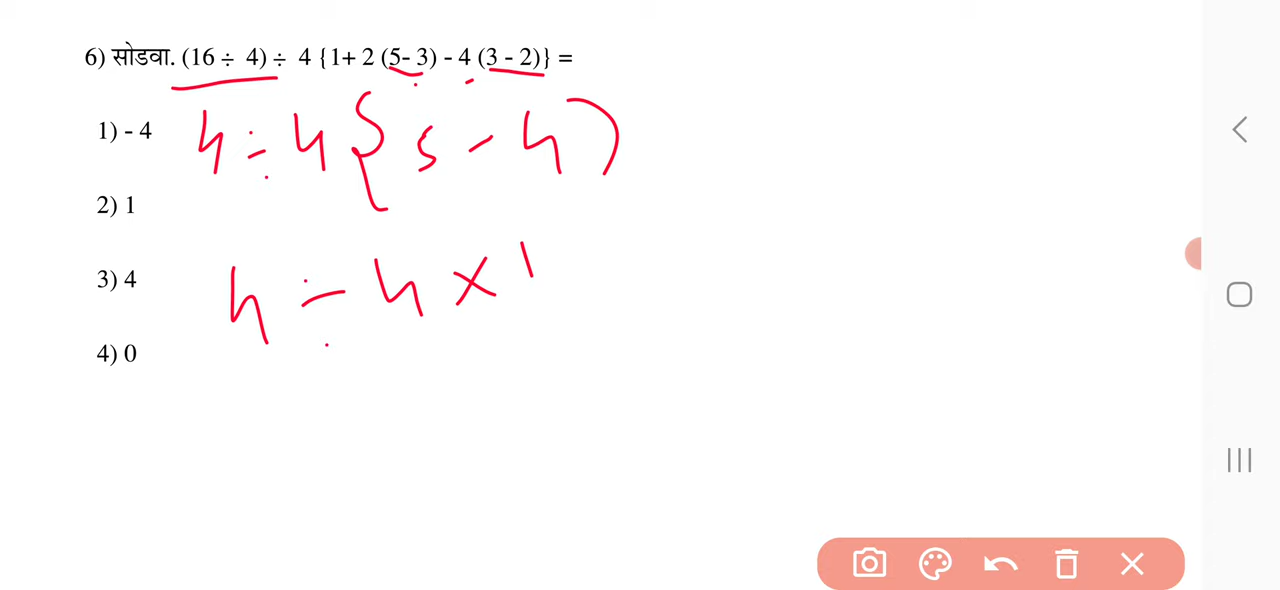 6) सोडवा. (16 ÷ 4) ÷ 4 {1+ 2 (5- 3) - 4 (3 - 2)} =
1) - 4
4 ÷ 4 { 5 - 4 )
2) 1
3) 4
4 ÷ 4 × 1
4) 0